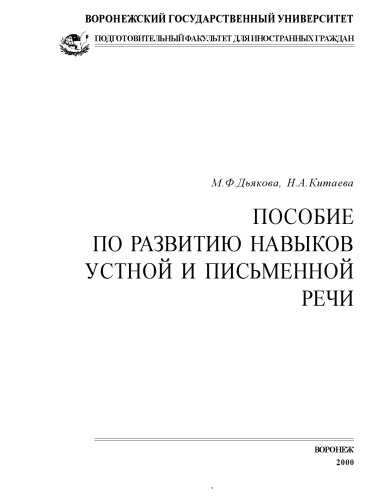 ВОРОНЕЖСКИЙ ГОСУДАРСТВЕННЫЙ УНИВЕРСИТЕТ
ПОДГОТОВИТЕЛЬНЫЙ ФАКУЛЬТЕТ ДЛЯ ИНОСТРАННЫХ ГРАЖДАН
М.Ф.Дьякова, Н.А.Китаева
ПОСОБИЕ
ПО РАЗВИТИЮ НАВЫКОВ
УСТНОЙ И ПИСЬМЕННОЙ
РЕЧИ
ВОРОНЕЖ
2000